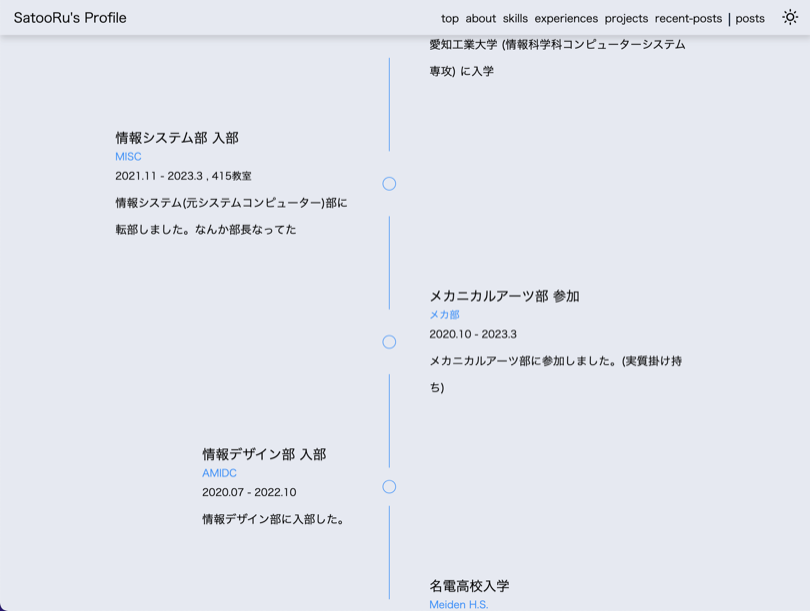 SatooRu's Profile
top about skills experiences projects recent-posts | posts
愛知工業大学 (情報科学科コンピューターシステム
専攻) に入学
情報システム部 入部
MISC
2021.11 - 2023.3 , 415教室
情報システム(元システムコンピューター)部に
転部しました。なんか部長なってた
メカニカルアーツ部 参加
メカ部
2020.10 - 2023.3
メカニカルアーツ部に参加しました。(実質掛け持
ち)
情報デザイン部 入部
AMIDC
2020.07 - 2022.10
情報デザイン部に入部した。
名電高校入学
Meiden H.S.